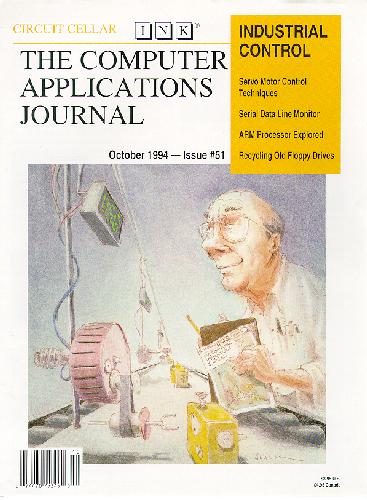 CIRCUIT CELLAR INK®
THE COMPUTER
APPLICATIONS
JOURNAL
October 1994 — Issue #51
INDUSTRIAL
CONTROL
Servo Motor Control
Techniques
Serial Data Line Monitor
ARM Processor Explored
Recycling Old Floppy Drives